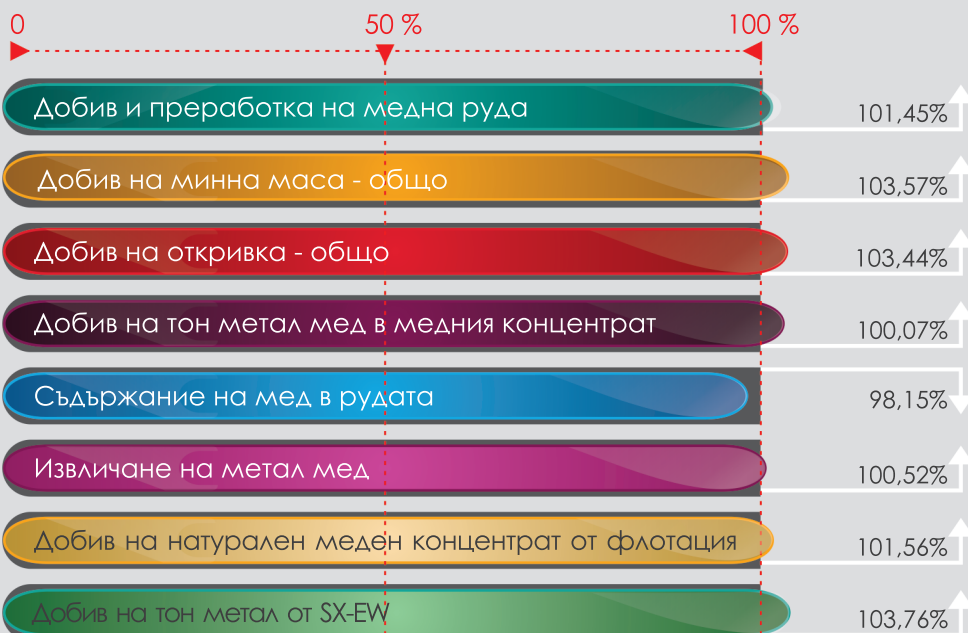 0 50 % 100 %
Добив и преработка на медна руда 101,45%
Добив на минна маса - общо 103,57%
Добив на откривка - общо 103,44%
Добив на тон метал мед в медния концентрат 100,07%
Съдържание на мед в рудата 98,15%
Извличане на метал мед 100,52%
Добив на натурален меден концентрат от флотация 101,56%
Добив на тон метал от SX-EW 103,76%